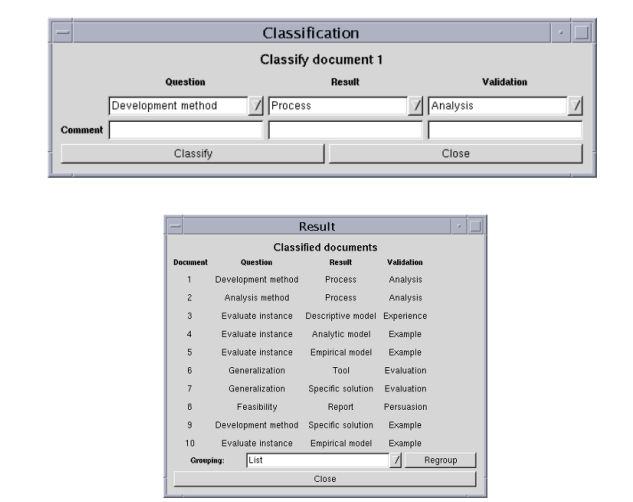 Classification
Classify document 1
Question Result Validation
Development method Process Analysis
Comment
Classify Close
Result
Classified documents
Document Question Result Validation
1 Development method Process Analysis
2 Analysis method Process Analysis
3 Evaluate instance Descriptive model Experience
4 Evaluate instance Analytic model Example
5 Evaluate instance Empirical model Example
6 Generalization Tool Evaluation
7 Generalization Specific solution Evaluation
8 Feasibility Report Persuasion
9 Development method Specific solution Example
10 Evaluate instance Empirical model Example
Grouping: List Regroup
Close